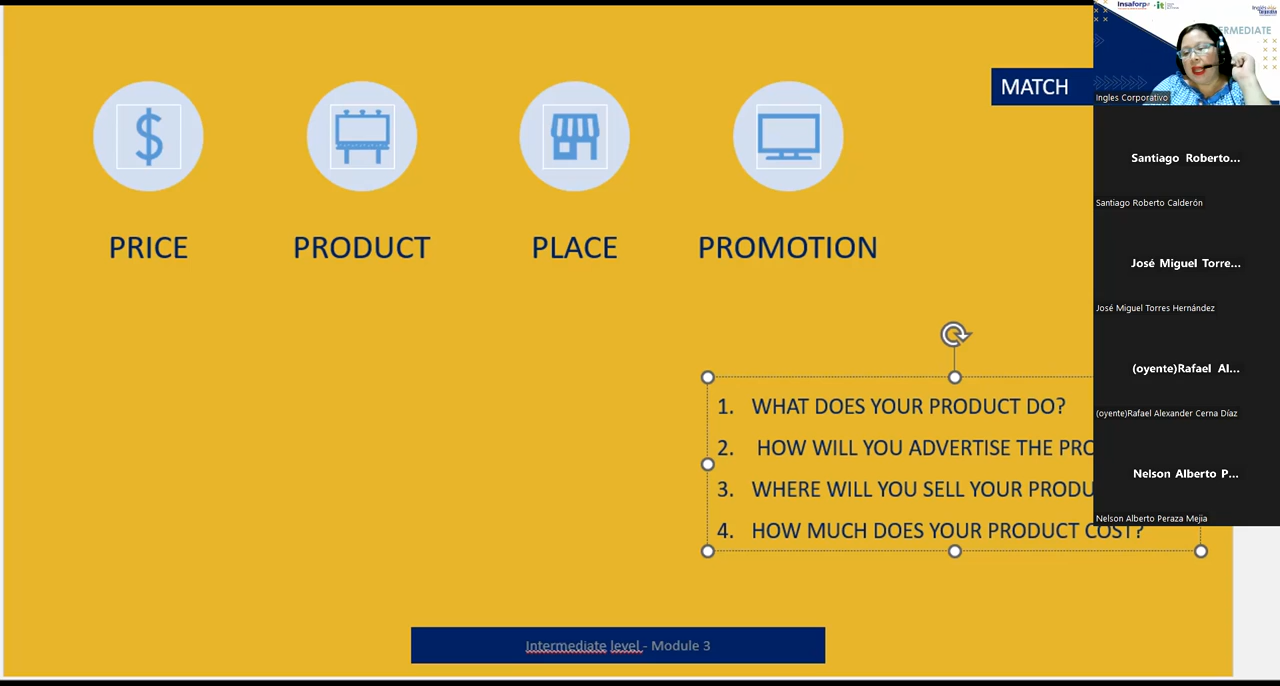 MATCH
PRICE
PRODUCT
PLACE
PROMOTION
1. WHAT DOES YOUR PRODUCT DO?
2. HOW WILL YOU ADVERTISE THE PRO
3. WHERE WILL YOU SELL YOUR PRODU
4. HOW MUCH DOES YOUR PRODUCT COST?
Intermediate level - Module 3
Insaforp
it
ERMEDIATE
Ingles Corporativo
Santiago Roberto...
Santiago Roberto Calderón
José Miguel Torre...
José Miguel Torres Hernández
(oyente)Rafael Al...
(oyente)Rafael Alexander Cerna Díaz
Nelson Alberto P...
Nelson Alberto Peraza Mejia